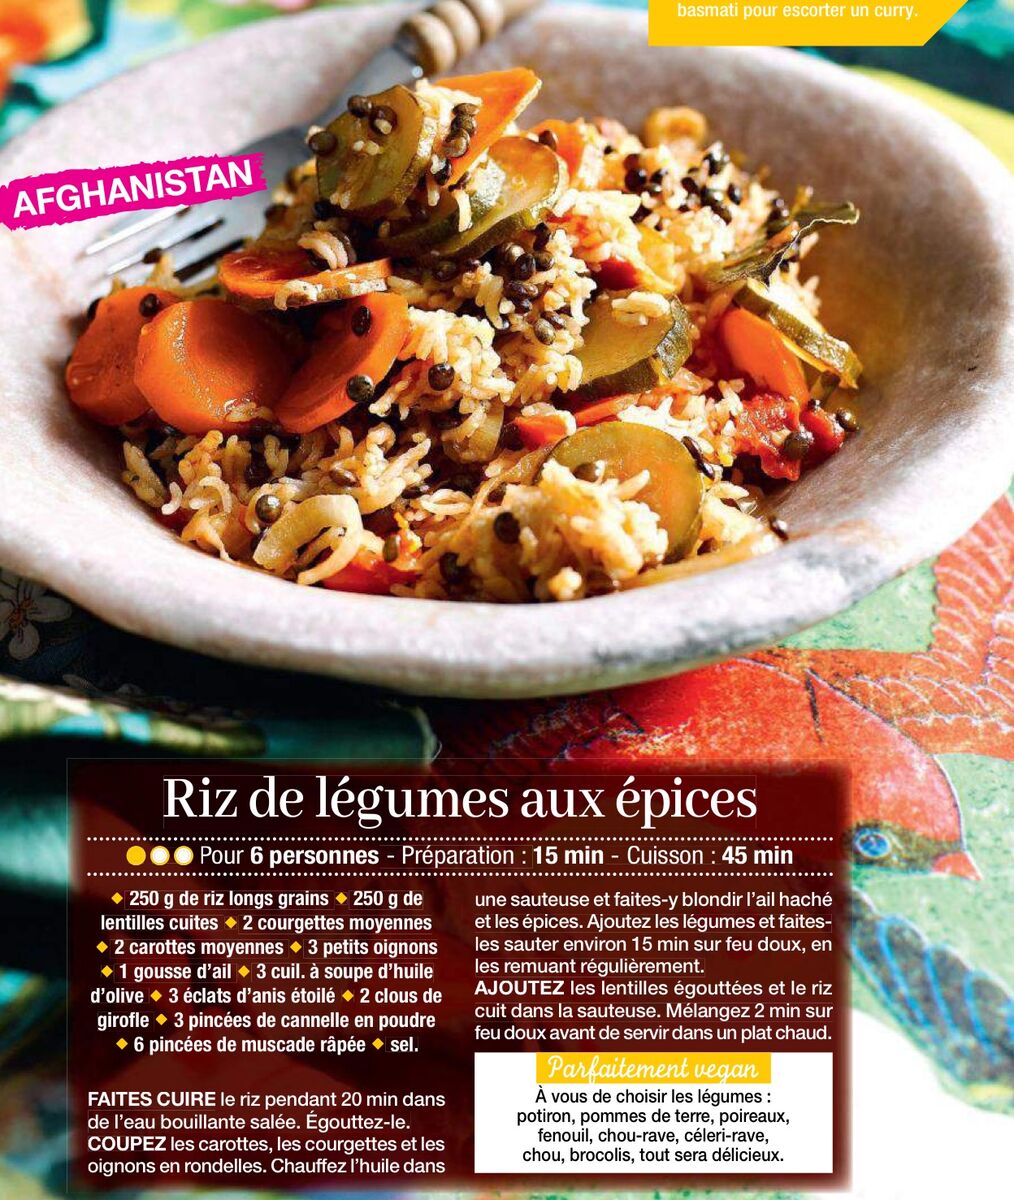 basmati pour escorter un curry.
AFGHANISTAN
Riz de légumes aux épices
Pour 6 personnes - Préparation : 15 min - Cuisson : 45 min
◆ 250 g de riz longs grains ◆ 250 g de
lentilles cuites ◆ 2 courgettes moyennes
◆ 2 carottes moyennes ◆ 3 petits oignons
◆ 1 gousse d'ail ◆ 3 cuil. à soupe d'huile
d'olive ◆ 3 éclats d'anis étoilé ◆ 2 clous de
girofle ◆ 3 pincées de cannelle en poudre
◆ 6 pincées de muscade râpée ◆ sel.
FAITES CUIRE le riz pendant 20 min dans
de l'eau bouillante salée. Égouttez-le.
COUPEZ les carottes, les courgettes et les
oignons en rondelles. Chauffez l'huile dans
une sauteuse et faites-y blondir l'ail haché
et les épices. Ajoutez les légumes et faites-
les sauter environ 15 min sur feu doux, en
les remuant régulièrement.
AJOUTEZ les lentilles égouttées et le riz
cuit dans la sauteuse. Mélangez 2 min sur
feu doux avant de servir dans un plat chaud.
Parfaitement vegan
À vous de choisir les légumes :
potiron, pommes de terre, poireaux,
fenouil, chou-rave, céleri-rave,
chou, brocolis, tout sera délicieux.